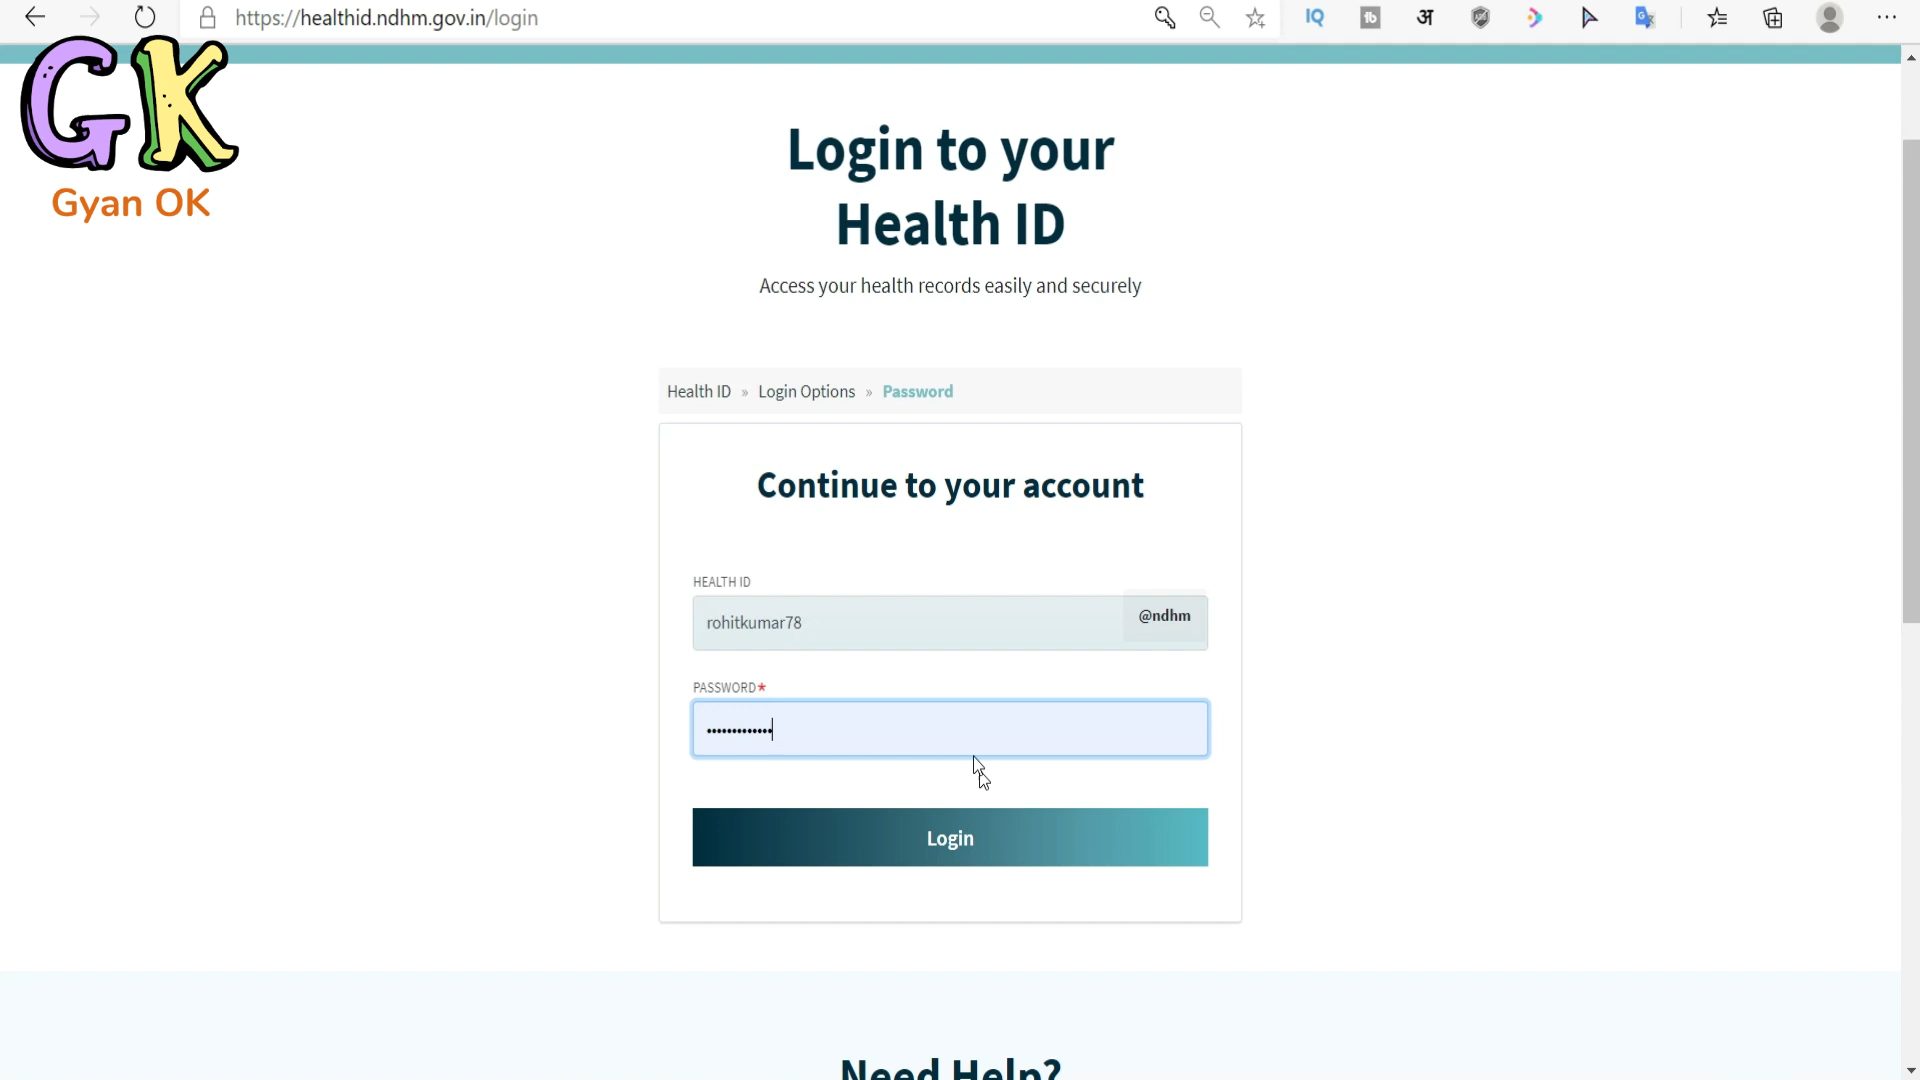 https://healthid.ndhm.gov.in/login
IQ
tb
अ
GK
Gyan OK
Login to your
Health ID
Access your health records easily and securely
Health ID » Login Options » Password
Continue to your account
HEALTH ID
rohitkumar78
@ndhm
PASSWORD*
•••••••••••••
Login
Need Help?